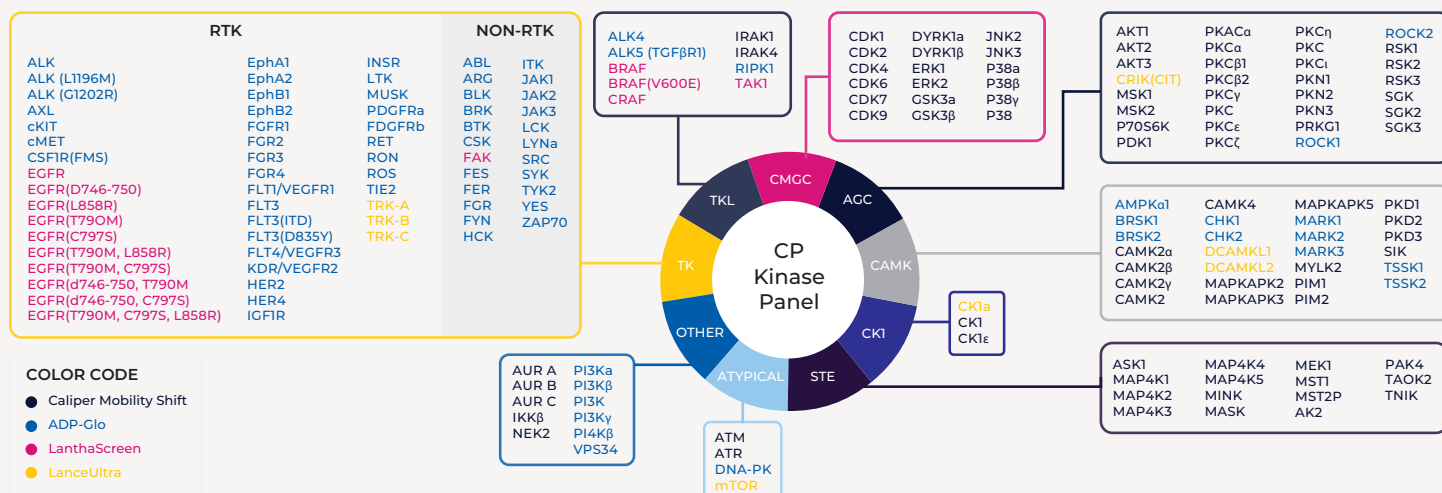 RTK
ALK
ALK (L1196M)
ALK (G1202R)
AXL
cKIT
cMET
CSF1R(FMS)
EGFR
EGFR(D746-750)
EGFR(L858R)
EGFR(T79OM)
EGFR(C797S)
EGFR(T790M, L858R)
EGFR(T790M, C797S)
EGFR(d746-750, T790M
EGFR(d746-750, C797S)
EGFR(T790M, C797S, L858R)
EphA1
EphA2
EphB1
EphB2
FGFR1
FGR2
FGR3
FGR4
FLT1/VEGFR1
FLT3
FLT3(ITD)
FLT3(D835Y)
FLT4/VEGFR3
KDR/VEGFR2
HER2
HER4
IGF1R
INSR
LTK
MUSK
PDGFRa
FDGFRb
RET
RON
ROS
TIE2
TRK-A
TRK-B
TRK-C
NON-RTK
ABL
ARG
BLK
BRK
BTK
CSK
FAK
FES
FER
FGR
FYN
HCK
ITK
JAK1
JAK2
JAK3
LCK
LYNa
SRC
SYK
TYK2
YES
ZAP70
ALK4
ALK5 (TGFβR1)
BRAF
BRAF(V600E)
CRAF
IRAK1
IRAK4
RIPK1
TAK1
CDK1
CDK2
CDK4
CDK6
CDK7
CDK9
DYRK1a
DYRK1β
ERK1
ERK2
GSK3a
GSK3β
JNK2
JNK3
P38a
P38β
P38γ
P38
AKT1
AKT2
AKT3
CRIK(CIT)
MSK1
MSK2
P70S6K
PDK1
PKACα
PKCα
PKCβ1
PKCβ2
PKCγ
PKC
PKCε
PKCζ
PKCη
PKC
PKCι
PKN1
PKN2
PKN3
PRKG1
ROCK1
ROCK2
RSK1
RSK2
RSK3
SGK
SGK2
SGK3
TKL
CMGC
AGC
CAMK
CK1
STE
ATYPICAL
OTHER
TK
CP
Kinase
Panel
AMPKα1
BRSK1
BRSK2
CAMK2α
CAMK2β
CAMK2γ
CAMK2
CAMK4
CHK1
CHK2
DCAMKL1
DCAMKL2
MAPKAPK2
MAPKAPK3
MAPKAPK5
MARK1
MARK2
MARK3
MYLK2
PIM1
PIM2
PKD1
PKD2
PKD3
SIK
TSSK1
TSSK2
CK1a
CK1
CK1ε
ASK1
MAP4K1
MAP4K2
MAP4K3
MAP4K4
MAP4K5
MINK
MASK
MEK1
MST1
MST2P
AK2
PAK4
TAOK2
TNIK
AUR A
AUR B
AUR C
IKKβ
NEK2
PI3Ka
PI3Kβ
PI3K
PI3Kγ
PI4Kβ
VPS34
ATM
ATR
DNA-PK
mTOR
COLOR CODE
Caliper Mobility Shift
ADP-Glo
LanthaScreen
LanceUltra